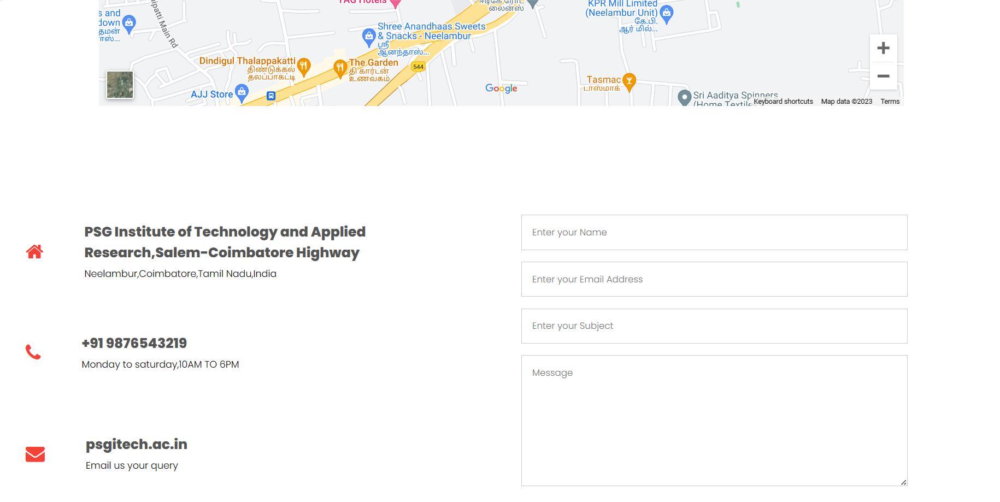 TAG Hotels
ஈடிகே ரோட்
லைன்ஸ்
KPR Mill Limited
(Neelambur Unit)
கே.பி.
ஆர் மில்...
s and
down
தமன்
ாஸ்...
Main Rd
Shree Anandhaas Sweets
& Snacks - Neelambur
ஸ்ரீ
ஆனந்தாஸ்...
Dindigul Thalappakatti
திண்டுக்கல்
தலப்பாகட்டி
The Garden
தி கார்டன்
உணவகம்
544
AJJ Store
Google
Tasmac
டாஸ்மாக்
Sri Aaditya Spinners
(Home Textile
Keyboard shortcuts Map data ©2023 Terms
PSG Institute of Technology and Applied
Research,Salem-Coimbatore Highway
Neelambur,Coimbatore,Tamil Nadu,India
+91 9876543219
Monday to saturday,10AM TO 6PM
psgitech.ac.in
Email us your query
Enter your Name
Enter your Email Address
Enter your Subject
Message